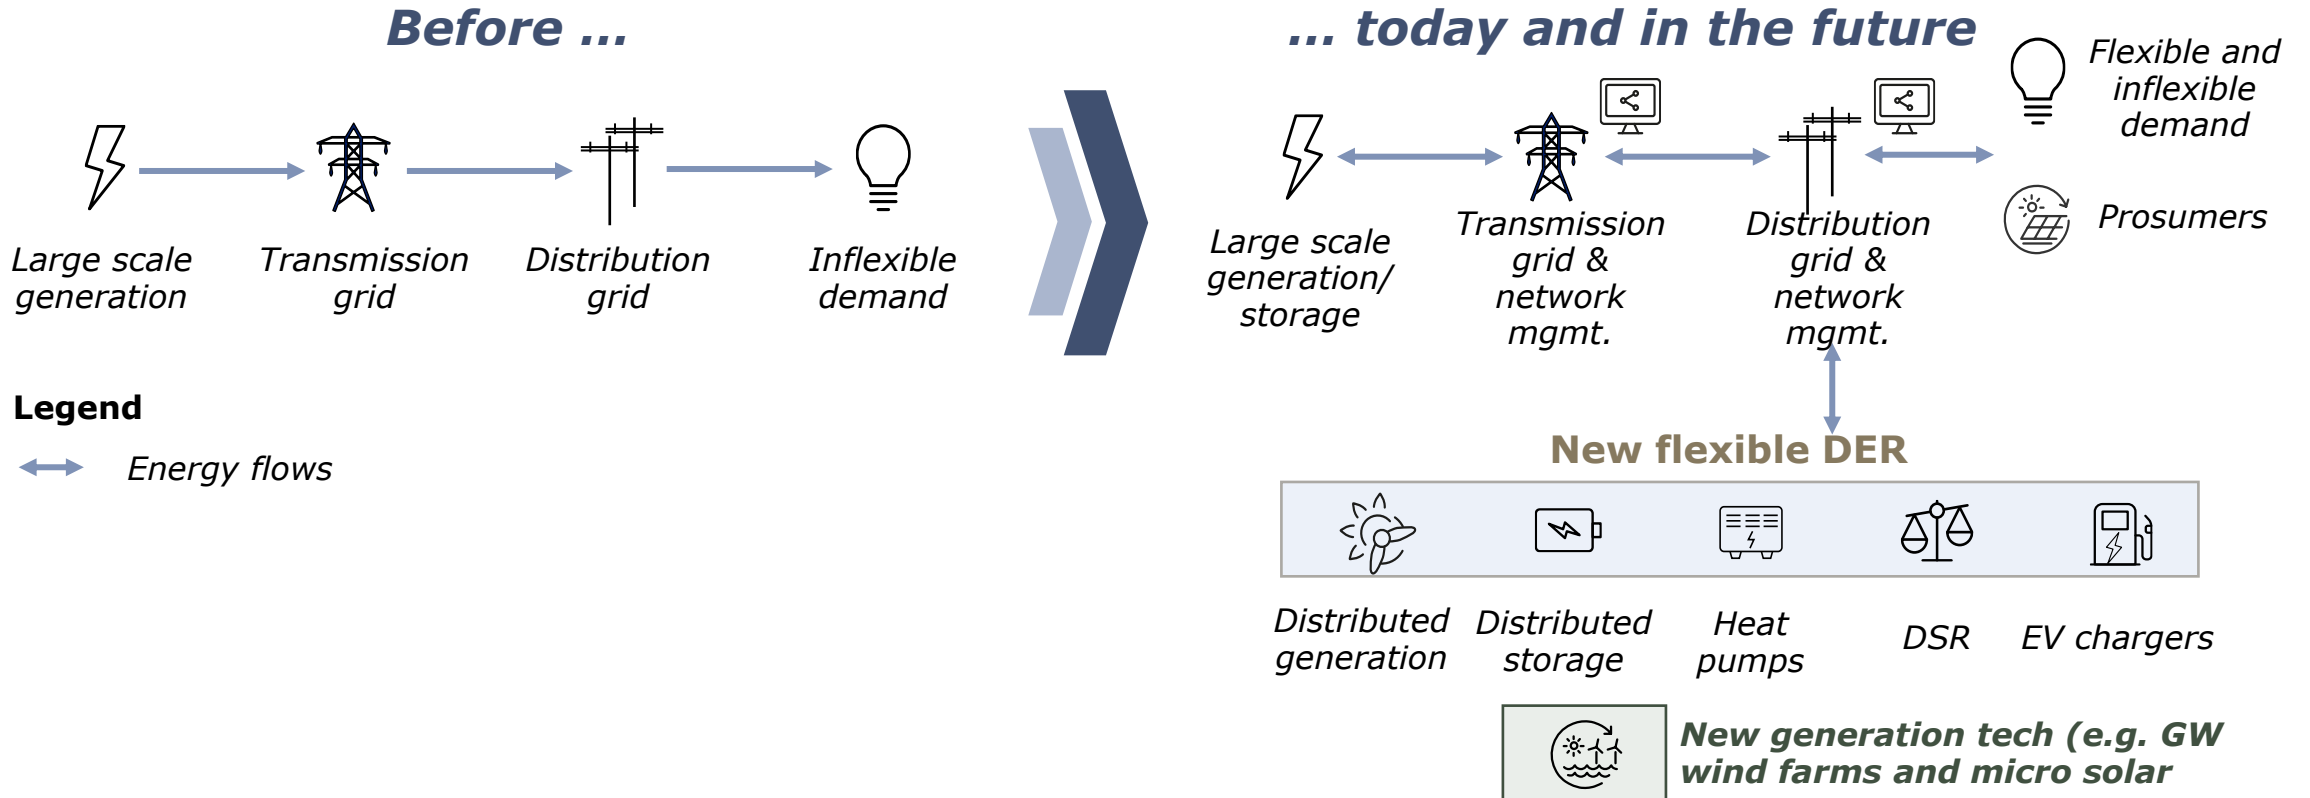 Before ...
Large scale
generation
Transmission
grid
Distribution
grid
Inflexible
demand
Legend
Energy flows
... today and in the future
Large scale
generation/
storage
Transmission
grid &
network
mgmt.
Distribution
grid &
network
mgmt.
Flexible and
inflexible
demand
Prosumers
New flexible DER
Distributed
generation
Distributed
storage
Heat
pumps
DSR
EV chargers
New generation tech (e.g. GW
wind farms and micro solar